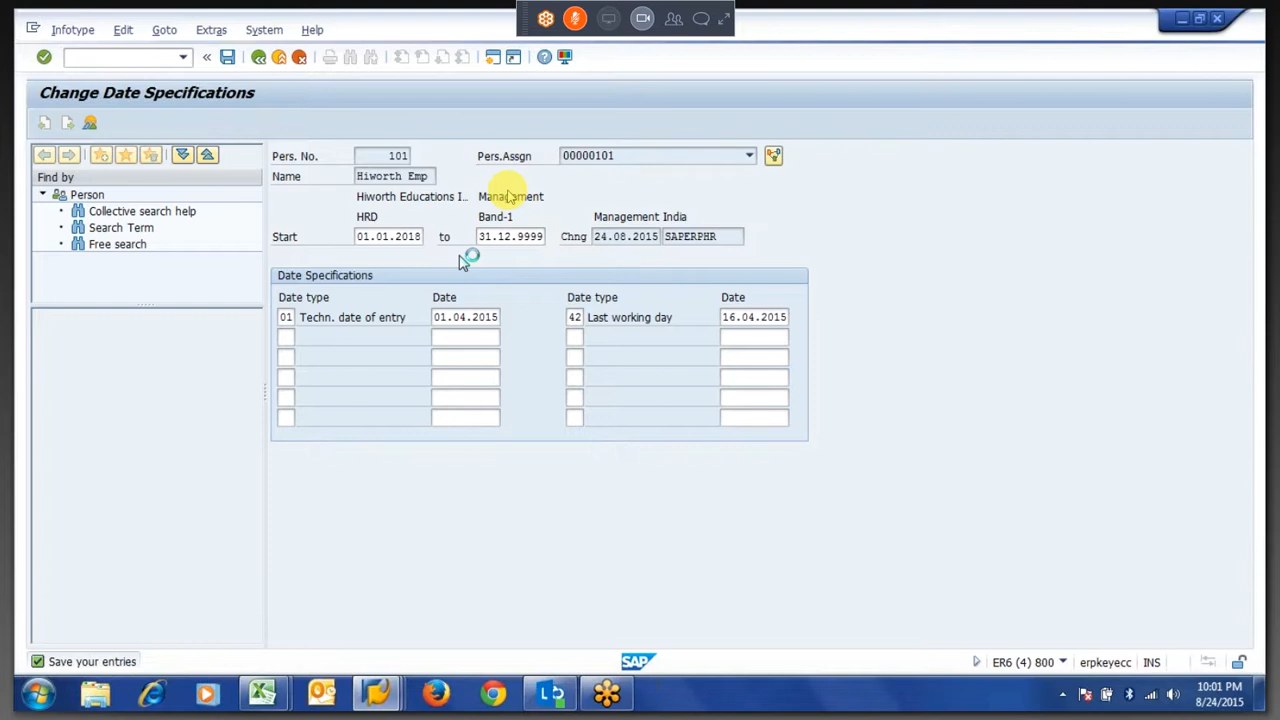 Infotype Edit Goto Extras System Help
Change Date Specifications
Pers. No. 101 Pers.Assgn 00000101
Find by Name Hiworth Emp
Person Hiworth Educations I... Management
Collective search help HRD Band-1 Management India
Search Term Start 01.01.2018 to 31.12.9999 Chng 24.08.2015 SAPERPHR
Free search
Date Specifications
Date type Date Date type Date
01 Techn. date of entry 01.04.2015 42 Last working day 16.04.2015
Save your entries SAP ER6 (4) 800 erpkeyecc INS
10:01 PM
8/24/2015